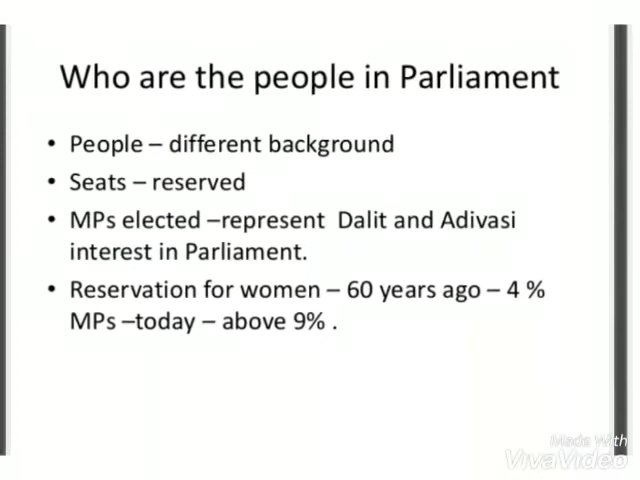 Who are the people in Parliament
• People – different background
• Seats – reserved
• MPs elected –represent  Dalit and Adivasi
interest in Parliament.
• Reservation for women – 60 years ago – 4 %
MPs –today – above 9% .
Made With
VivaVideo